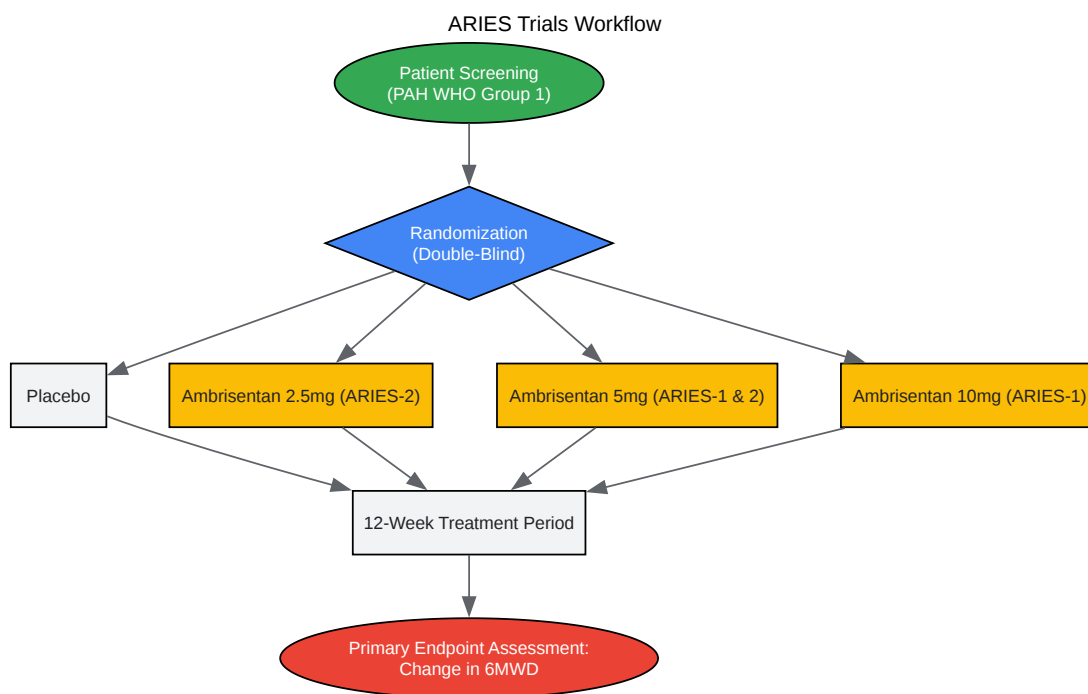 ARIES Trials Workflow
Patient Screening
(PAH WHO Group 1)
Randomization
(Double-Blind)
Placebo
Ambrisentan 2.5mg (ARIES-2)
Ambrisentan 5mg (ARIES-1 & 2)
Ambrisentan 10mg (ARIES-1)
12-Week Treatment Period
Primary Endpoint Assessment:
Change in 6MWD